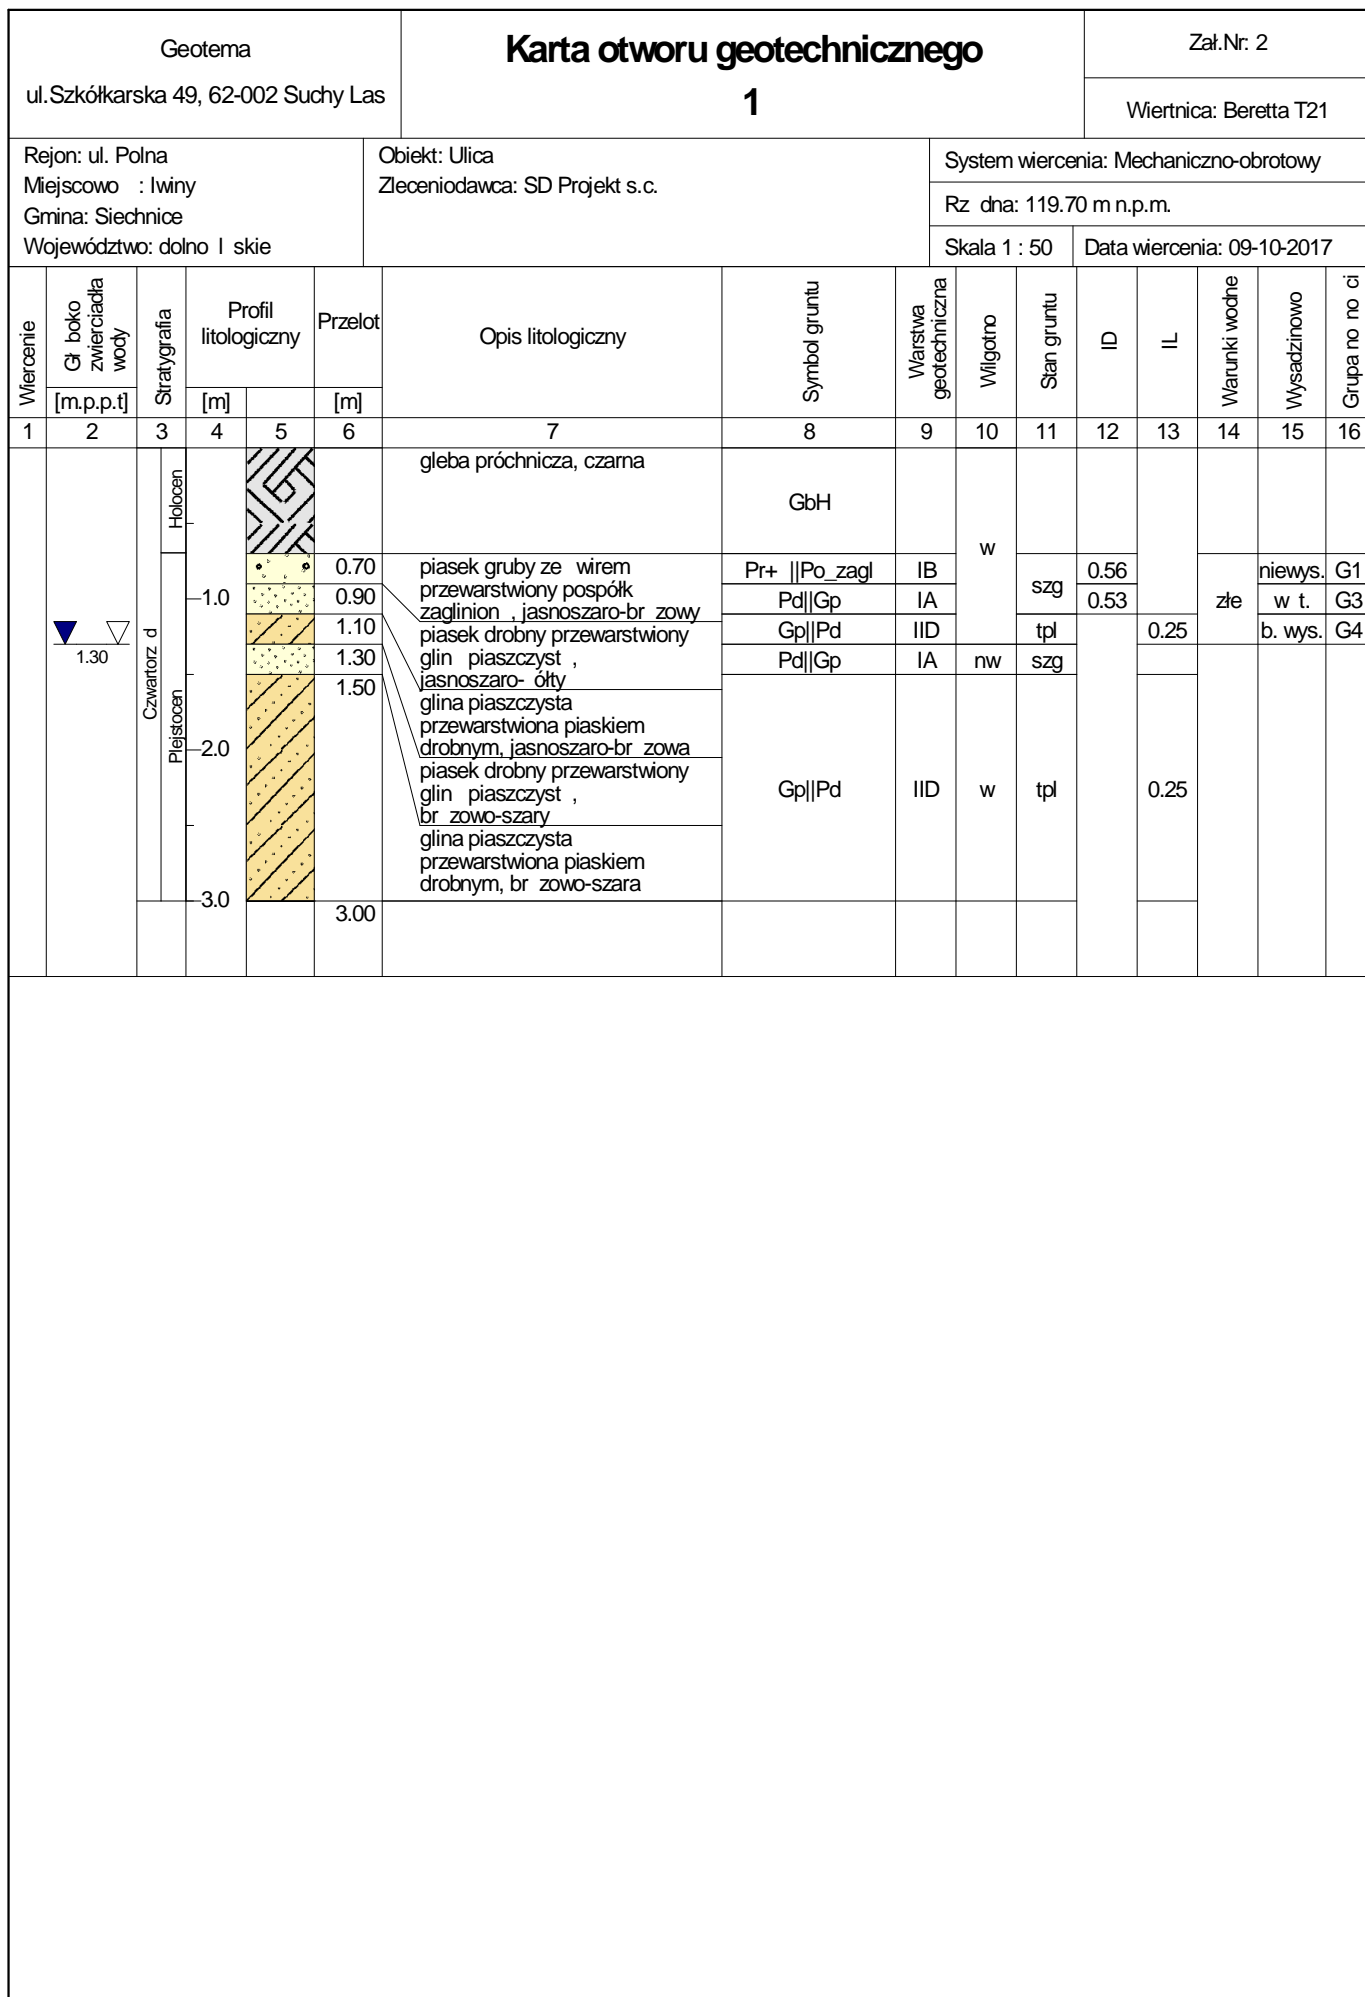 Geotema
ul.Szkółkarska 49, 62-002 Suchy Las
Karta otworu geotechnicznego
1
Zał.Nr: 2
Wiertnica: Beretta T21
Rejon: ul. Polna
Miejscowo : Iwiny
Gmina: Siechnice
Województwo: dolno l skie
Obiekt: Ulica
Zleceniodawca: SD Projekt s.c.
System wiercenia: Mechaniczno-obrotowy
Rz dna: 119.70 m n.p.m.
Skala 1 : 50
Data wiercenia: 09-10-2017
Wiercenie
Gł boko
zwierciadła
wody
[m.p.p.t]
Stratygrafia
Profil
litologiczny
[m]
Przelot
[m]
Opis litologiczny
Symbol gruntu
Warstwa
geotechniczna
Wilgotno
Stan gruntu
ID
IL
Warunki wodne
Wysadzinowo
Grupa no no ci
1 2 3 4 5 6 7 8 9 10 11 12 13 14 15 16
1.30
Czwartorz d
Holocen
Plejstocen
1.0
2.0
3.0
0.70
0.90
1.10
1.30
1.50
3.00
gleba próchnicza, czarna
piasek gruby ze wirem
przewarstwiony pospółk
zaglinion , jasnoszaro-br zowy
piasek drobny przewarstwiony
glin piaszczyst ,
jasnoszaro- ółty
glina piaszczysta
przewarstwiona piaskiem
drobnym, jasnoszaro-br zowa
piasek drobny przewarstwiony
glin piaszczyst ,
br zowo-szary
glina piaszczysta
przewarstwiona piaskiem
drobnym, br zowo-szara
GbH
Pr+ ||Po_zagl
Pd||Gp
Gp||Pd
Pd||Gp
Gp||Pd
IB
IA
IID
IA
IID
w
nw
w
szg
tpl
szg
tpl
0.56
0.53
0.25
0.25
złe
niewys.
w t.
b. wys.
G1
G3
G4